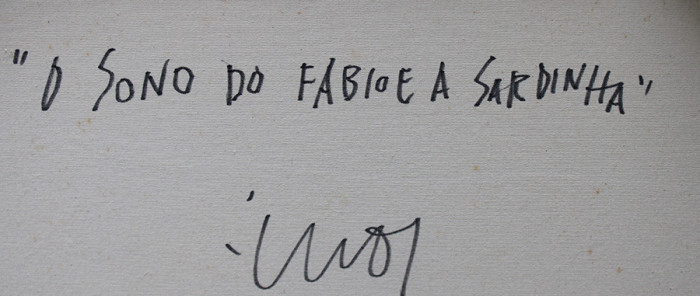 "O SONO DO FABIO E A SARDINHA"